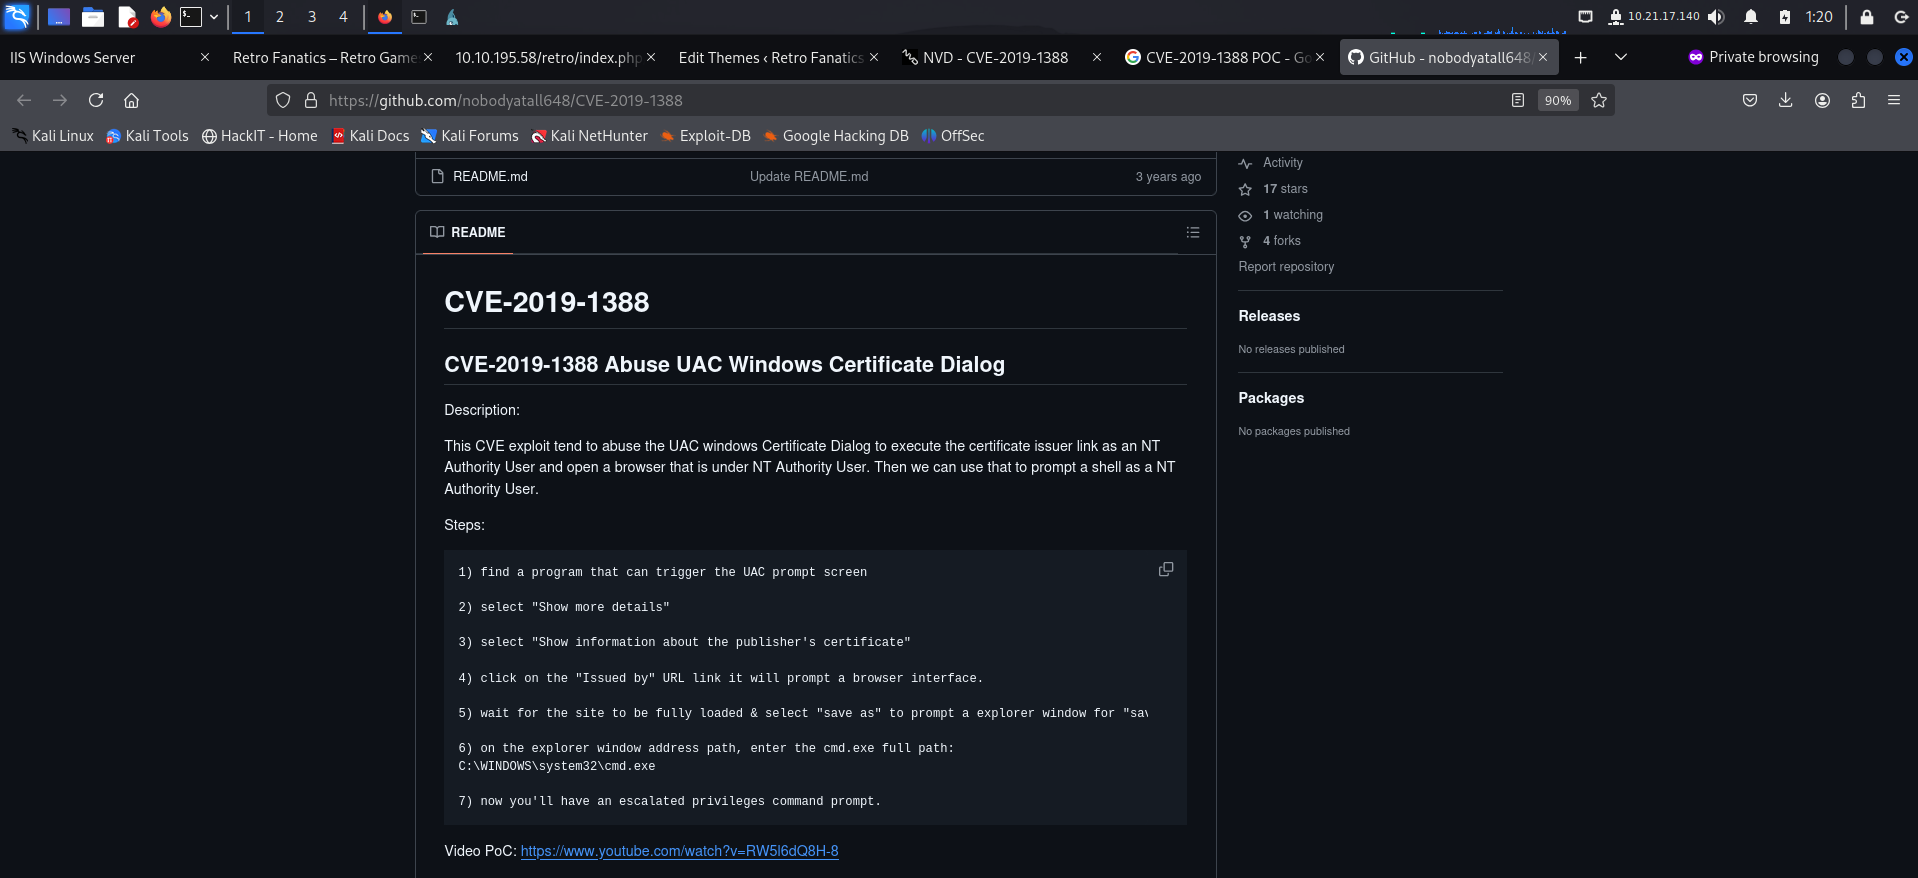 1 2 3 4 10.21.17.140 1:20
IIS Windows Server Retro Fanatics – Retro Game 10.10.195.58/retro/index.php Edit Themes ‹ Retro Fanatics NVD - CVE-2019-1388 CVE-2019-1388 POC - Go GitHub - nobodyatall648/ Private browsing
https://github.com/nobodyatall648/CVE-2019-1388 90%
Kali Linux Kali Tools HackIT - Home Kali Docs Kali Forums Kali NetHunter Exploit-DB Google Hacking DB OffSec
README.md Update README.md 3 years ago
README
CVE-2019-1388
CVE-2019-1388 Abuse UAC Windows Certificate Dialog
Description:
This CVE exploit tend to abuse the UAC windows Certificate Dialog to execute the certificate issuer link as an NT
Authority User and open a browser that is under NT Authority User. Then we can use that to prompt a shell as a NT
Authority User.
Steps:
1) find a program that can trigger the UAC prompt screen
2) select "Show more details"
3) select "Show information about the publisher's certificate"
4) click on the "Issued by" URL link it will prompt a browser interface.
5) wait for the site to be fully loaded & select "save as" to prompt a explorer window for "sav
6) on the explorer window address path, enter the cmd.exe full path:
C:\WINDOWS\system32\cmd.exe
7) now you'll have an escalated privileges command prompt.
Video PoC: https://www.youtube.com/watch?v=RW5l6dQ8H-8
Activity
17 stars
1 watching
4 forks
Report repository
Releases
No releases published
Packages
No packages published